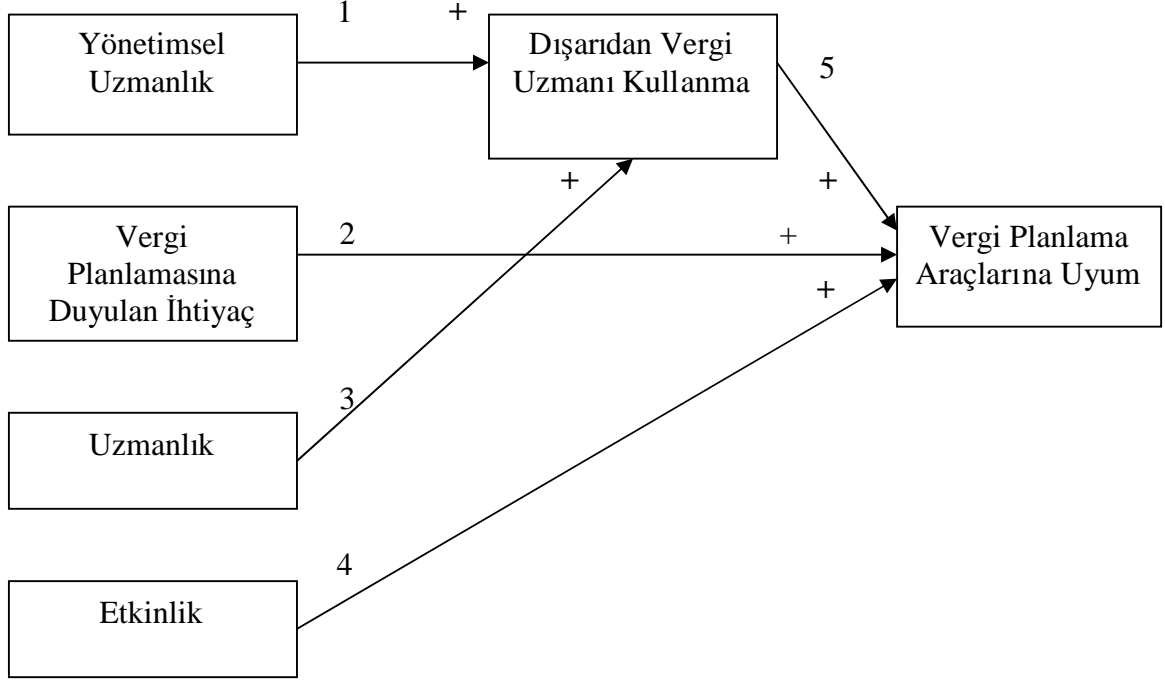 1
+
Yönetimsel
Uzmanlık
Dışarıdan Vergi
Uzmanı Kullanma
5
+
+
Vergi
Planlamasına
Duyulan İhtiyaç
2
+
Vergi Planlama
Araçlarına Uyum
+
3
Uzmanlık
4
Etkinlik